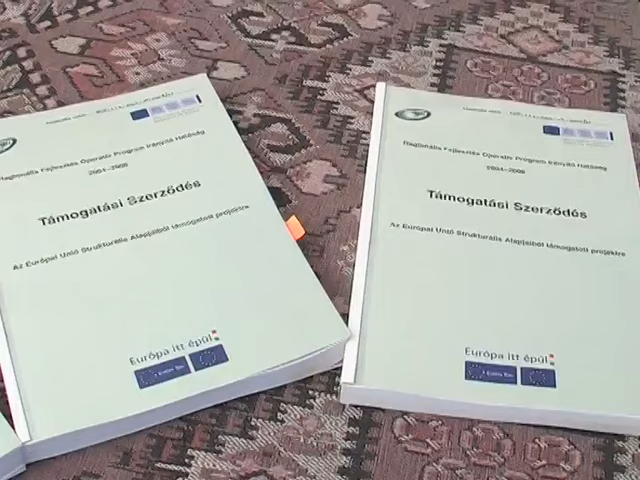 Regionális Fejlesztés Operatív Program Irányító Hatóság
2004-2006
Támogatási Szerződés
Az Európai Unió Strukturális Alapjaiból támogatott projektre
Európa itt épül
Regionális Fejlesztés Operatív Program Irányító Hatóság
2004-2006
Támogatási Szerződés
Az Európai Unió Strukturális Alapjaiból támogatott projektre
Európa itt épül